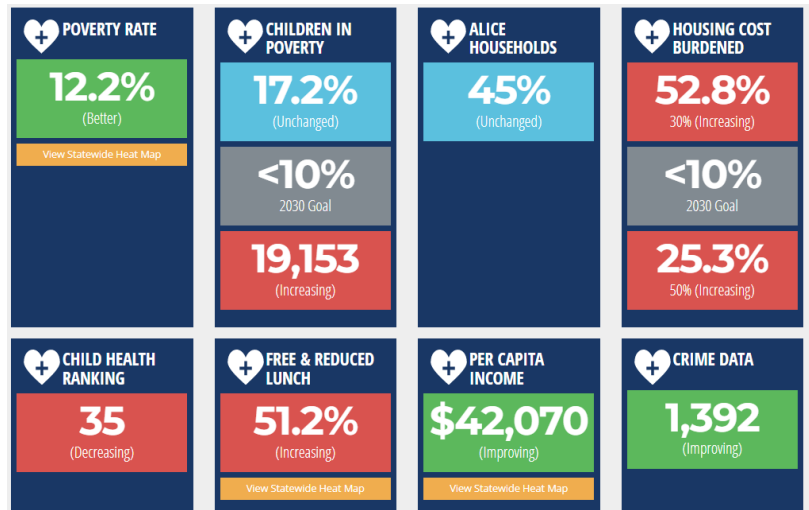 POVERTY RATE
12.2%
(Better)
View Statewide Heat Map
CHILDREN IN
POVERTY
17.2%
(Unchanged)
<10%
2030 Goal
19,153
(Increasing)
ALICE
HOUSEHOLDS
45%
(Unchanged)
HOUSING COST
BURDENED
52.8%
30% (Increasing)
<10%
2030 Goal
25.3%
50% (Increasing)
CHILD HEALTH
RANKING
35
(Decreasing)
FREE & REDUCED
LUNCH
51.2%
(Increasing)
View Statewide Heat Map
PER CAPITA
INCOME
$42,070
(Improving)
View Statewide Heat Map
CRIME DATA
1,392
(Improving)